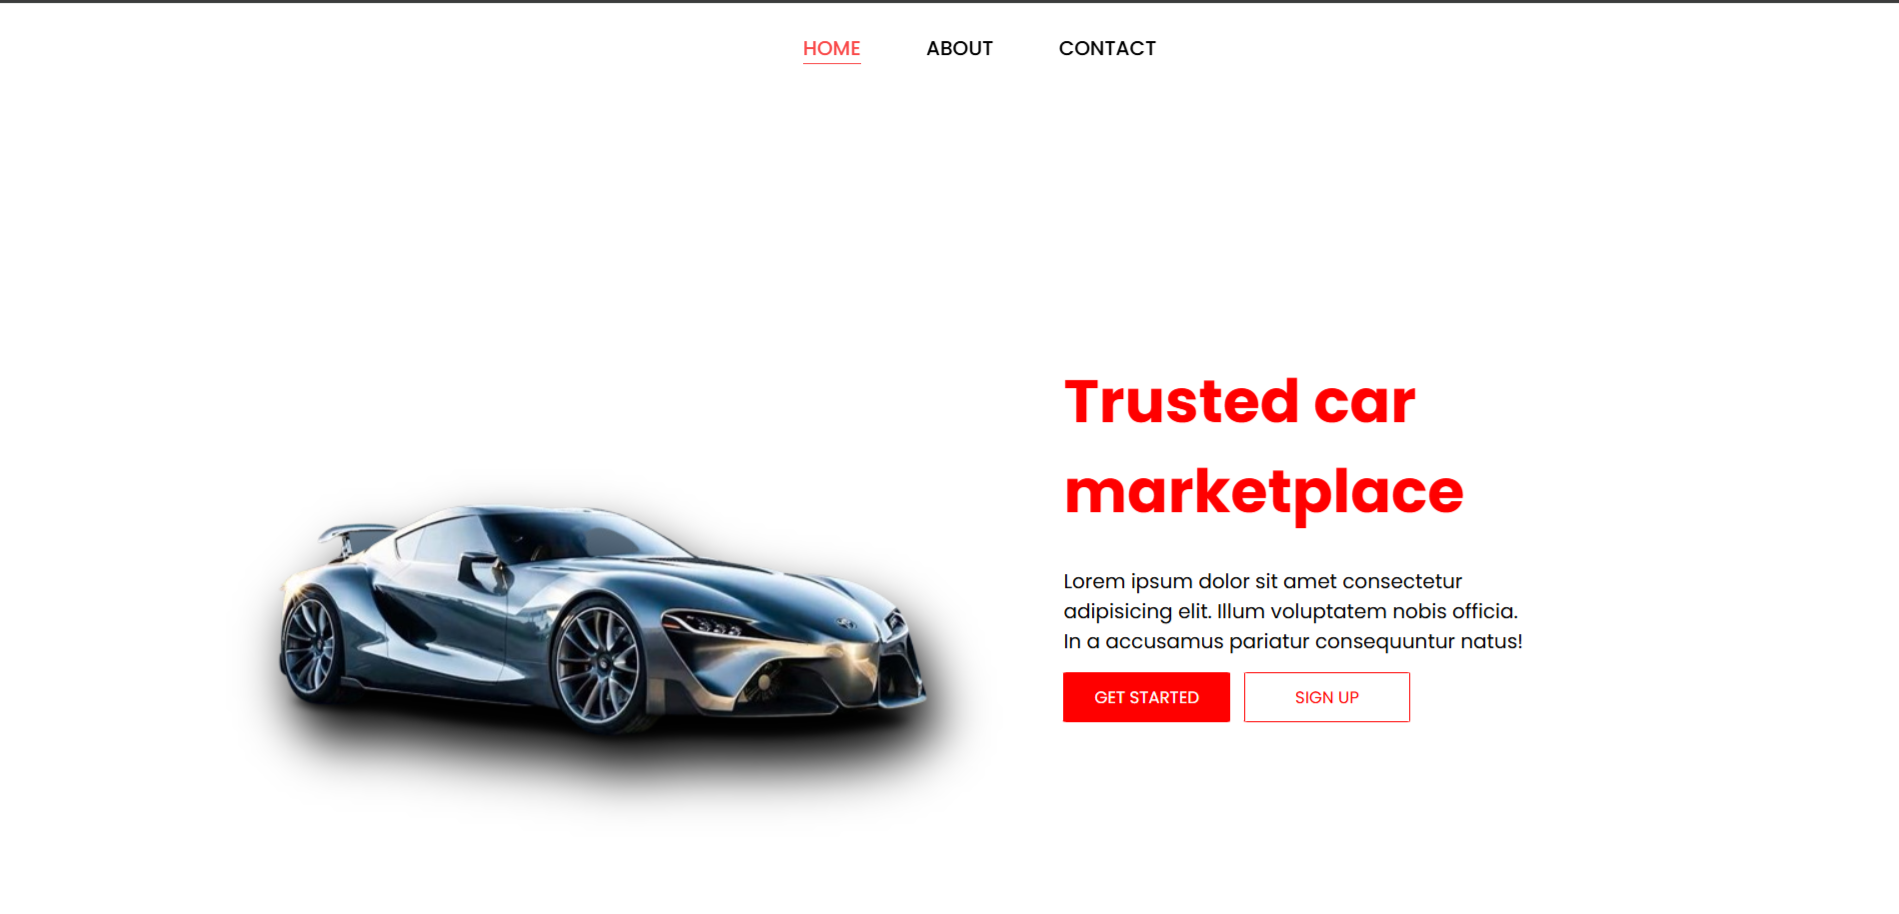 HOME ABOUT CONTACT
Trusted car
marketplace
Lorem ipsum dolor sit amet consectetur
adipisicing elit. Illum voluptatem nobis officia.
In a accusamus pariatur consequuntur natus!
GET STARTED SIGN UP